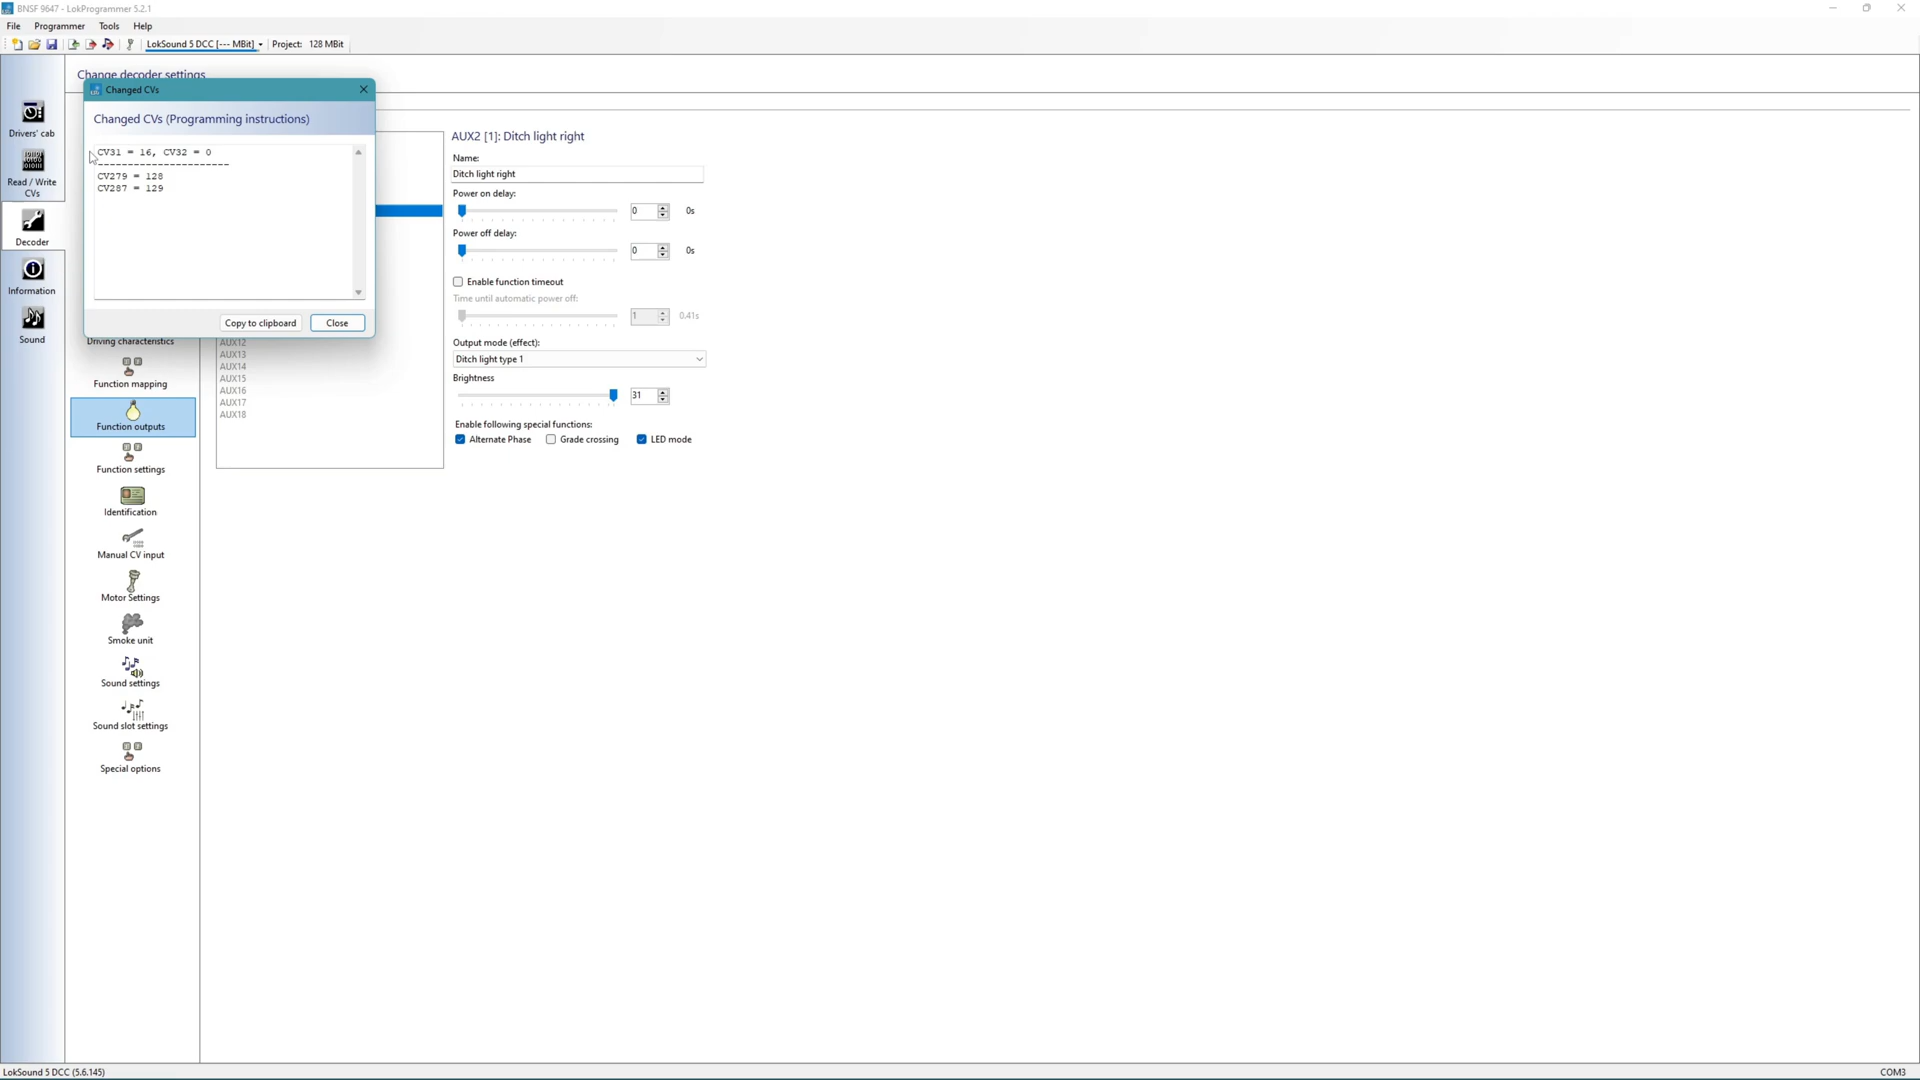 BNSF 9647 - LokProgrammer 5.2.1
File Programmer Tools Help
LokSound 5 DCC [--- MBit] Project: 128 MBit
Change decoder settings
Drivers' cab
Read / Write
CVs
Decoder
Information
Sound
Changed CVs
Changed CVs (Programming instructions)
CV31 = 16, CV32 = 0
----------------------
CV279 = 128
CV287 = 129
Copy to clipboard Close
Driving characteristics
Function mapping
Function outputs
Function settings
Identification
Manual CV input
Motor Settings
Smoke unit
Sound settings
Sound slot settings
Special options
AUX12
AUX13
AUX14
AUX15
AUX16
AUX17
AUX18
AUX2 [1]: Ditch light right
Name:
Ditch light right
Power on delay:
0 0s
Power off delay:
0 0s
Enable function timeout
Time until automatic power off:
1 0.41s
Output mode (effect):
Ditch light type 1
Brightness
31
Enable following special functions:
Alternate Phase Grade crossing LED mode
LokSound 5 DCC (5.6.145) COM3